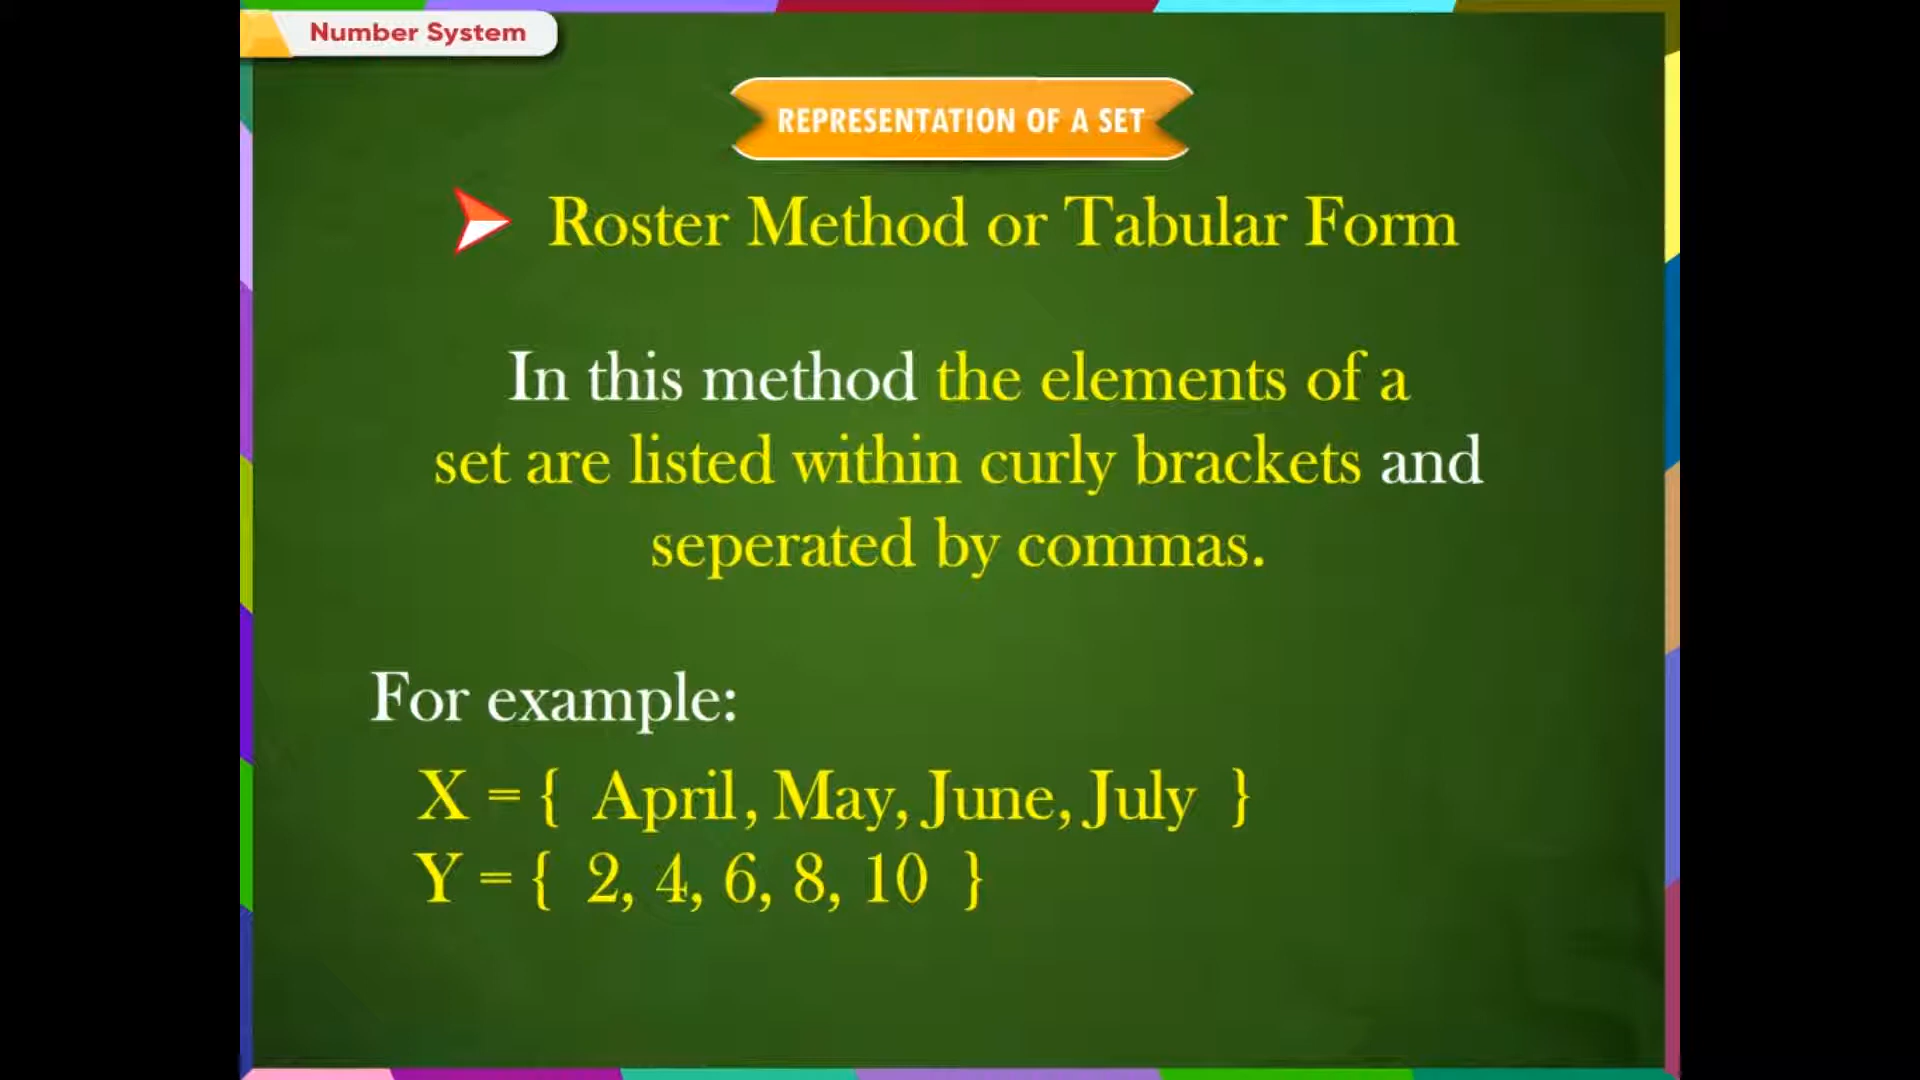 Number System
REPRESENTATION OF A SET
Roster Method or Tabular Form
In this method the elements of a
set are listed within curly brackets and
seperated by commas.
For example:
X = { April, May, June, July }
Y = { 2, 4, 6, 8, 10 }